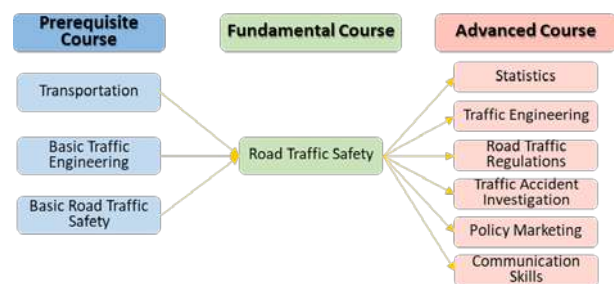 Prerequisite
Course
Fundamental Course
Advanced Course
Transportation
Basic Traffic
Engineering
Basic Road Traffic
Safety
Road Traffic Safety
Statistics
Traffic Engineering
Road Traffic
Regulations
Traffic Accident
Investigation
Policy Marketing
Communication
Skills